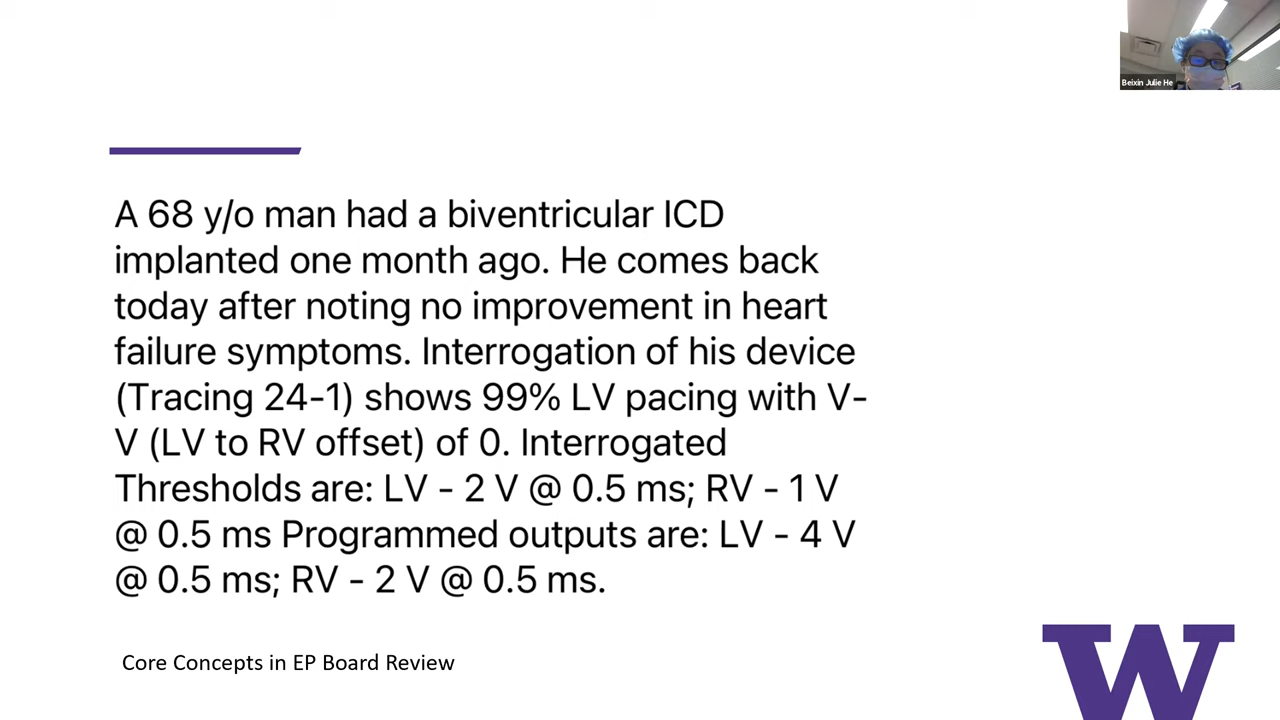 Beixin Julie He
A 68 y/o man had a biventricular ICD
implanted one month ago. He comes back
today after noting no improvement in heart
failure symptoms. Interrogation of his device
(Tracing 24-1) shows 99% LV pacing with V-
V (LV to RV offset) of 0. Interrogated
Thresholds are: LV - 2 V @ 0.5 ms; RV - 1 V
@ 0.5 ms Programmed outputs are: LV - 4 V
@ 0.5 ms; RV - 2 V @ 0.5 ms.
Core Concepts in EP Board Review
W